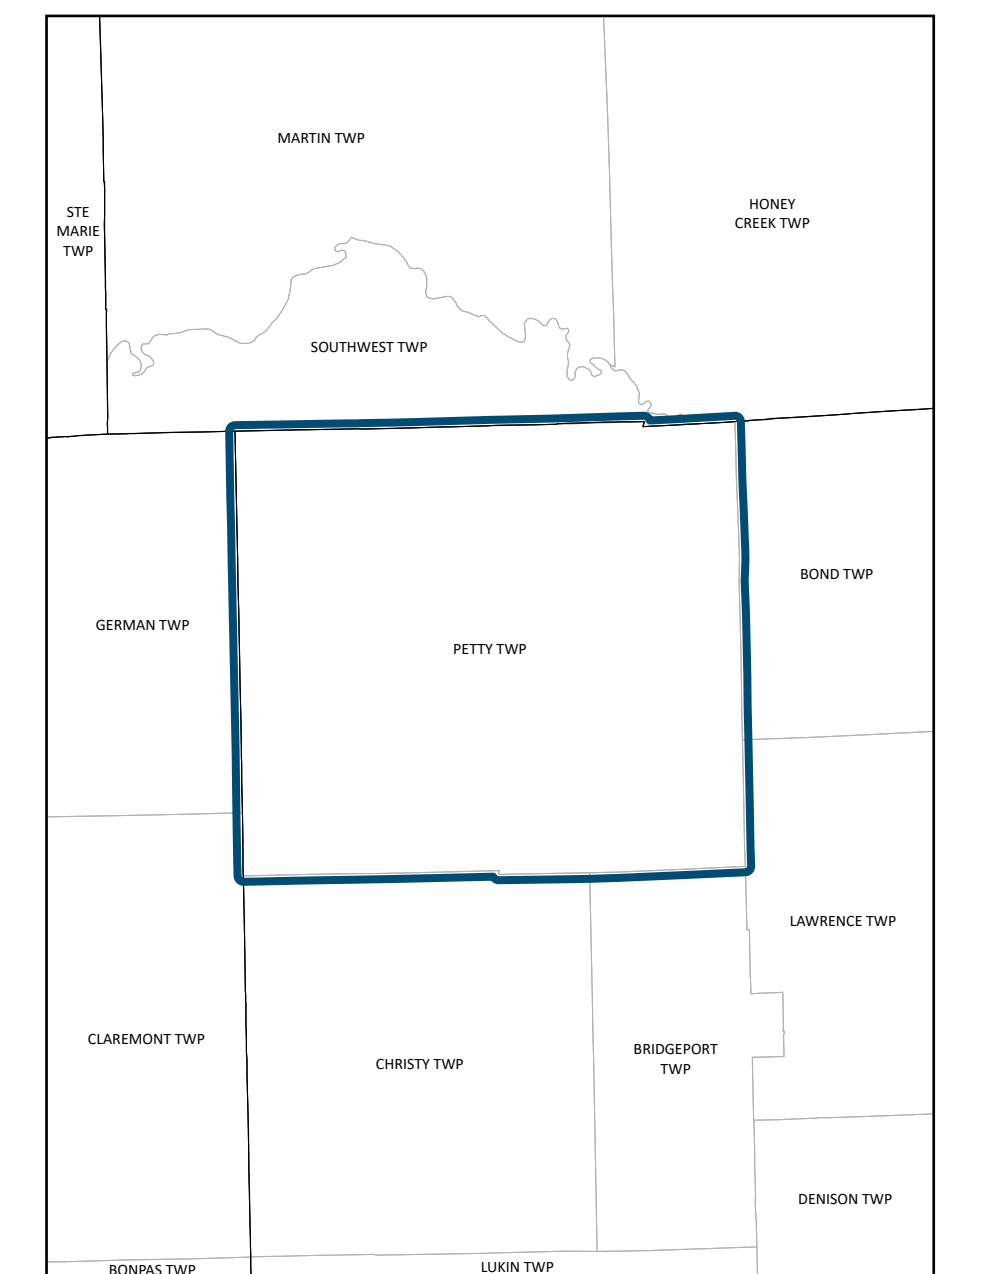 MARTIN TWP
STE
MARIE
TWP
HONEY
CREEK TWP
SOUTHWEST TWP
BOND TWP
GERMAN TWP
PETTY TWP
LAWRENCE TWP
CLAREMONT TWP
CHRISTY TWP
BRIDGEPORT
TWP
DENISON TWP
BONPAS TWP
LUKIN TWP